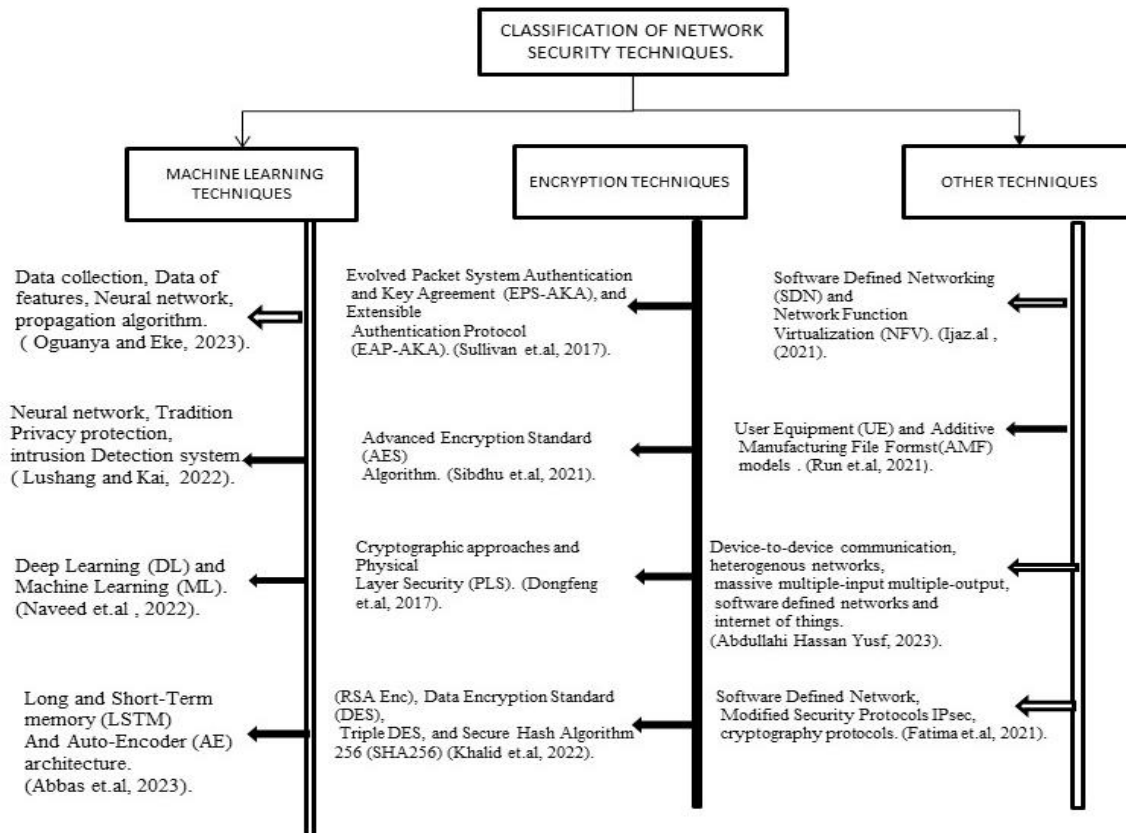 CLASSIFICATION OF NETWORK
SECURITY TECHNIQUES.
MACHINE LEARNING
TECHNIQUES
Data collection, Data of
features, Neural network,
propagation algorithm.
( Oguanya and Eke, 2023).
Neural network, Tradition
Privacy protection,
intrusion Detection system
( Lushang and Kai, 2022).
Deep Learning (DL) and
Machine Learning (ML).
(Naveed et.al , 2022).
Long and Short-Term
memory (LSTM)
And Auto-Encoder (AE)
architecture.
(Abbas et.al, 2023).
ENCRYPTION TECHNIQUES
Evolved Packet System Authentication
and Key Agreement (EPS-AKA), and
Extensible
Authentication Protocol
(EAP-AKA). (Sullivan et.al, 2017).
Advanced Encryption Standard
(AES)
Algorithm. (Sibdhu et.al, 2021).
Cryptographic approaches and
Physical
Layer Security (PLS). (Dongfeng
et.al, 2017).
(RSA Enc), Data Encryption Standard
(DES),
Triple DES, and Secure Hash Algorithm
256 (SHA256) (Khalid et.al, 2022).
OTHER TECHNIQUES
Software Defined Networking
(SDN) and
Network Function
Virtualization (NFV). (Ijaz.al ,
(2021).
User Equipment (UE) and Additive
Manufacturing File Formst(AMF)
models . (Run et.al, 2021).
Device-to-device communication,
heterogenous networks,
massive multiple-input multiple-output,
software defined networks and
internet of things.
(Abdullahi Hassan Yusf, 2023).
Software Defined Network,
Modified Security Protocols IPsec,
cryptography protocols. (Fatima et.al, 2021).